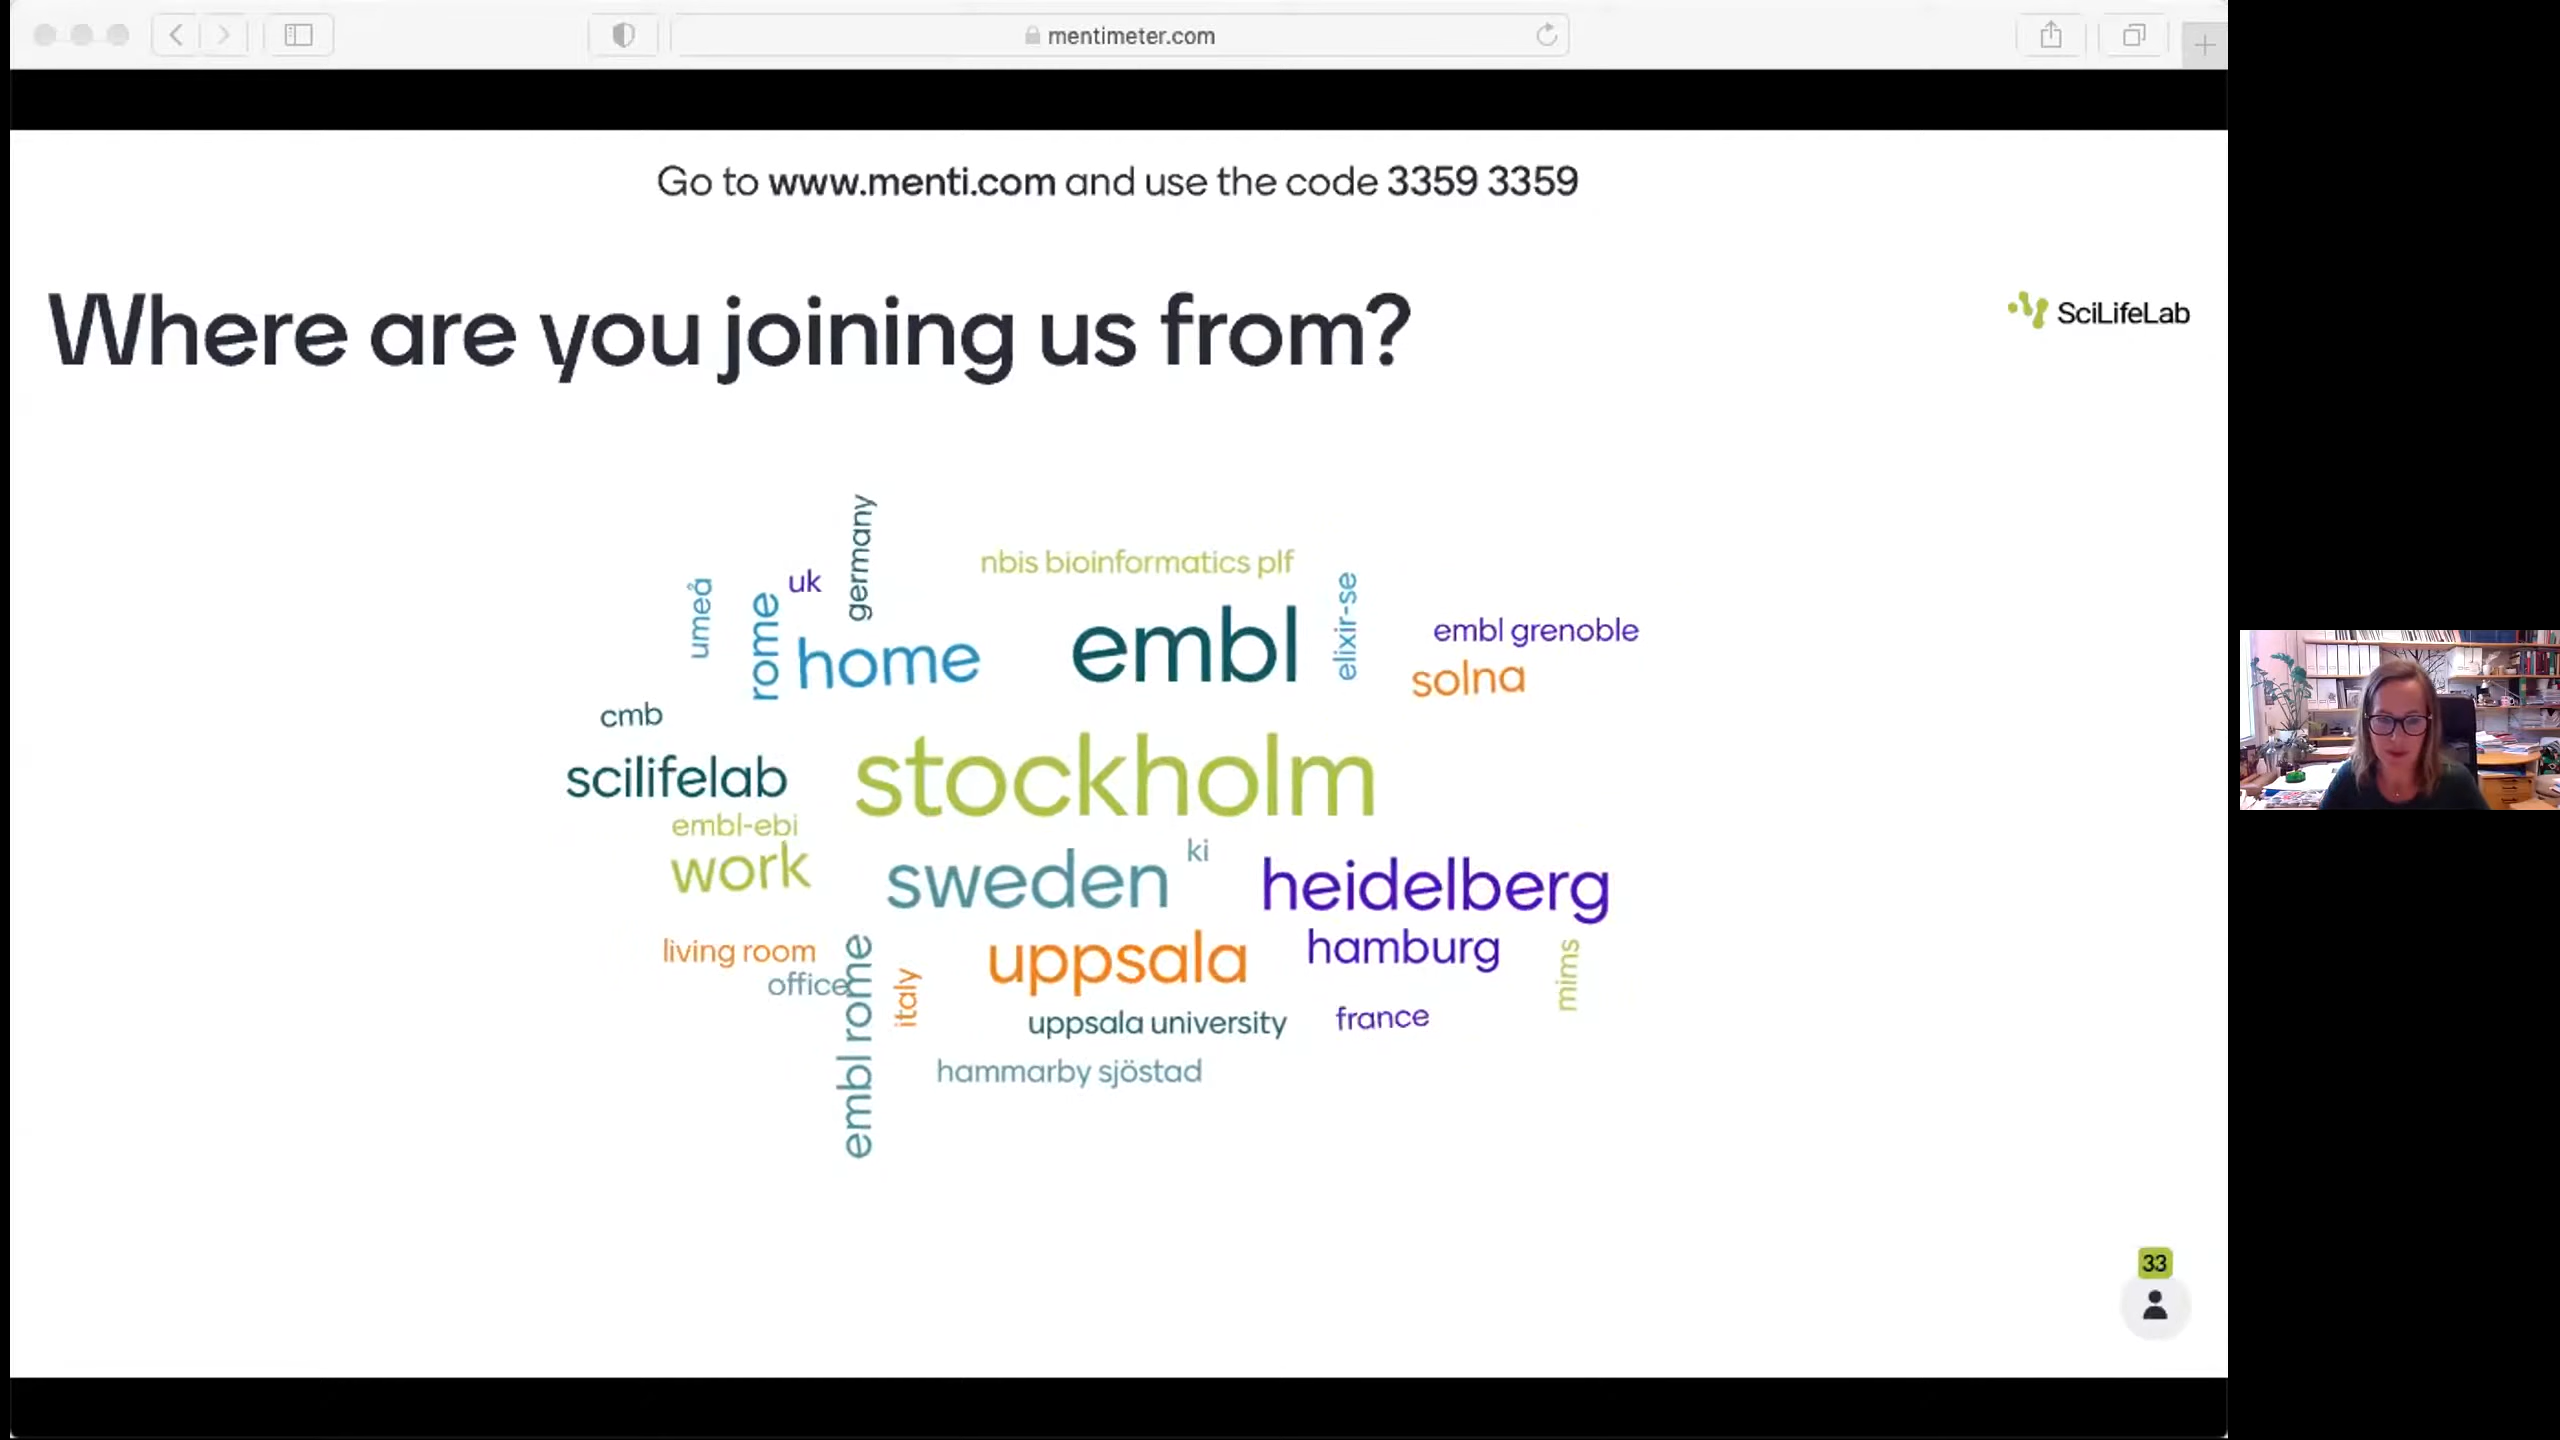 mentimeter.com
Go to www.menti.com and use the code 3359 3359
Where are you joining us from?
SciLifeLab
germany
nbis bioinformatics plf
umeå
rome
uk
elixir-se
home
embl
embl grenoble
solna
cmb
scilifelab
stockholm
embl-ebi
work
sweden
ki
heidelberg
living room
office
embl rome
italy
uppsala
hamburg
mims
uppsala university
france
hammarby sjöstad
33